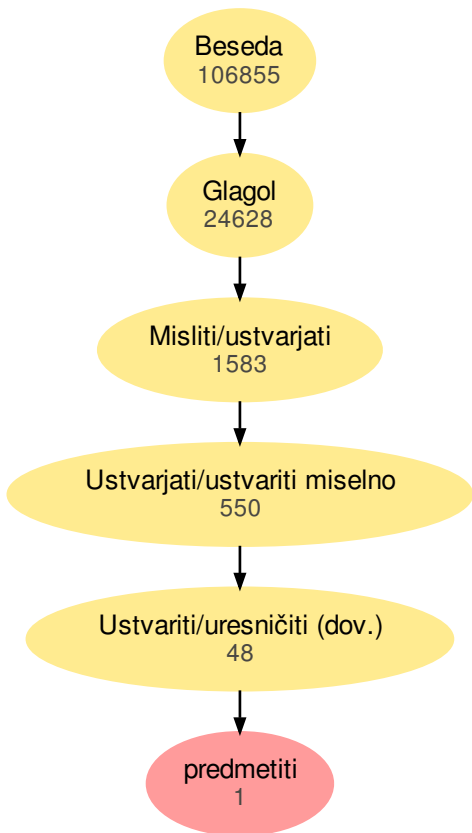 Beseda
106855
Glagol
24628
Misliti/ustvarjati
1583
Ustvarjati/ustvariti miselno
550
Ustvariti/uresničiti (dov.)
48
predmetiti
1